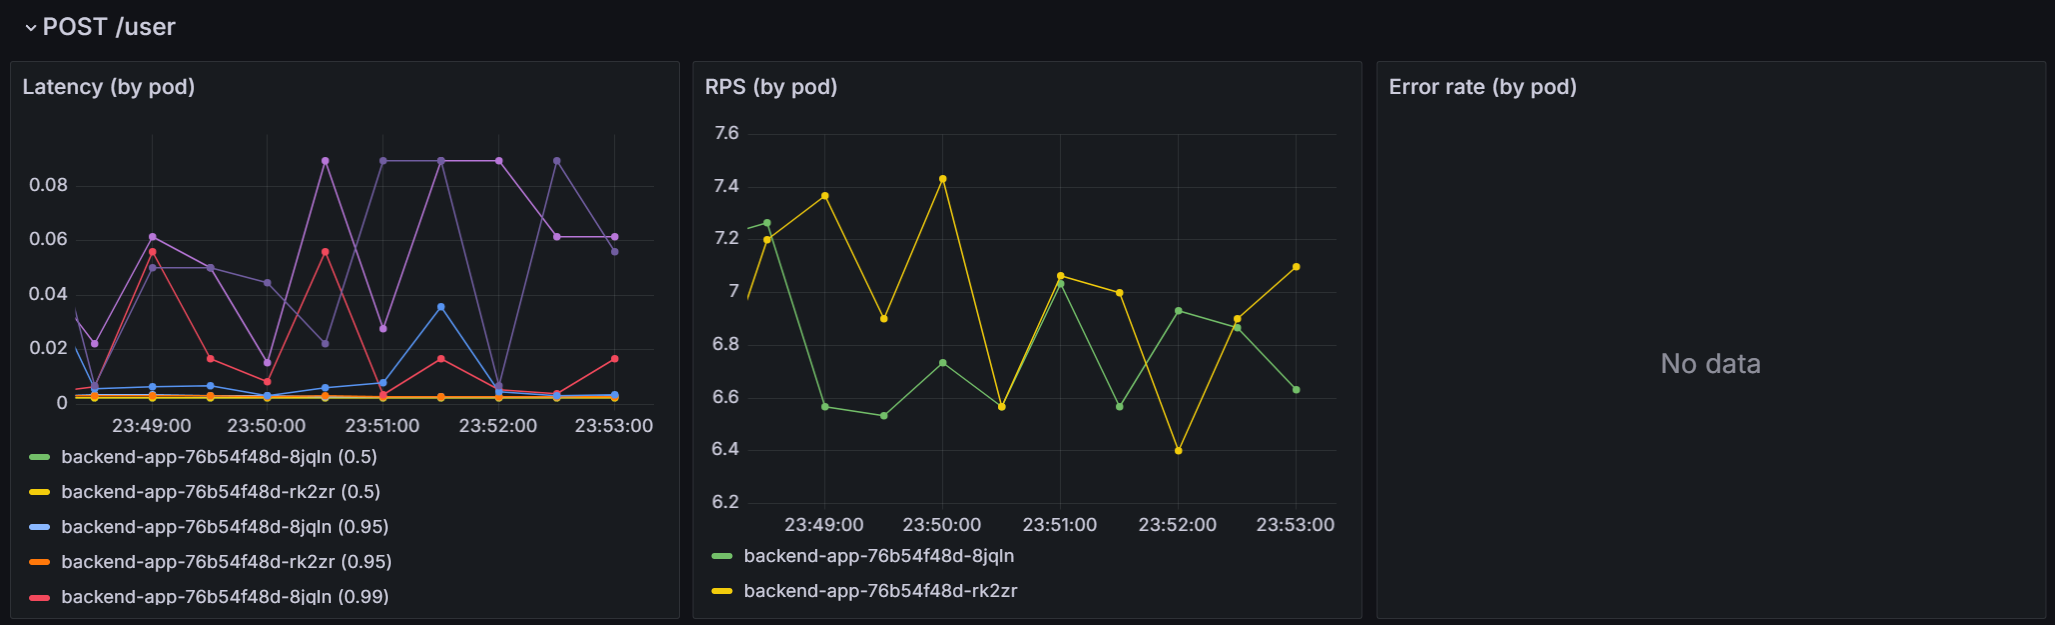 POST /user
Latency (by pod)
0.08
0.06
0.04
0.02
0
23:49:00 23:50:00 23:51:00 23:52:00 23:53:00
backend-app-76b54f48d-8jqln (0.5)
backend-app-76b54f48d-rk2zr (0.5)
backend-app-76b54f48d-8jqln (0.95)
backend-app-76b54f48d-rk2zr (0.95)
backend-app-76b54f48d-8jqln (0.99)
RPS (by pod)
7.6
7.4
7.2
7
6.8
6.6
6.4
6.2
23:49:00 23:50:00 23:51:00 23:52:00 23:53:00
backend-app-76b54f48d-8jqln
backend-app-76b54f48d-rk2zr
Error rate (by pod)
No data